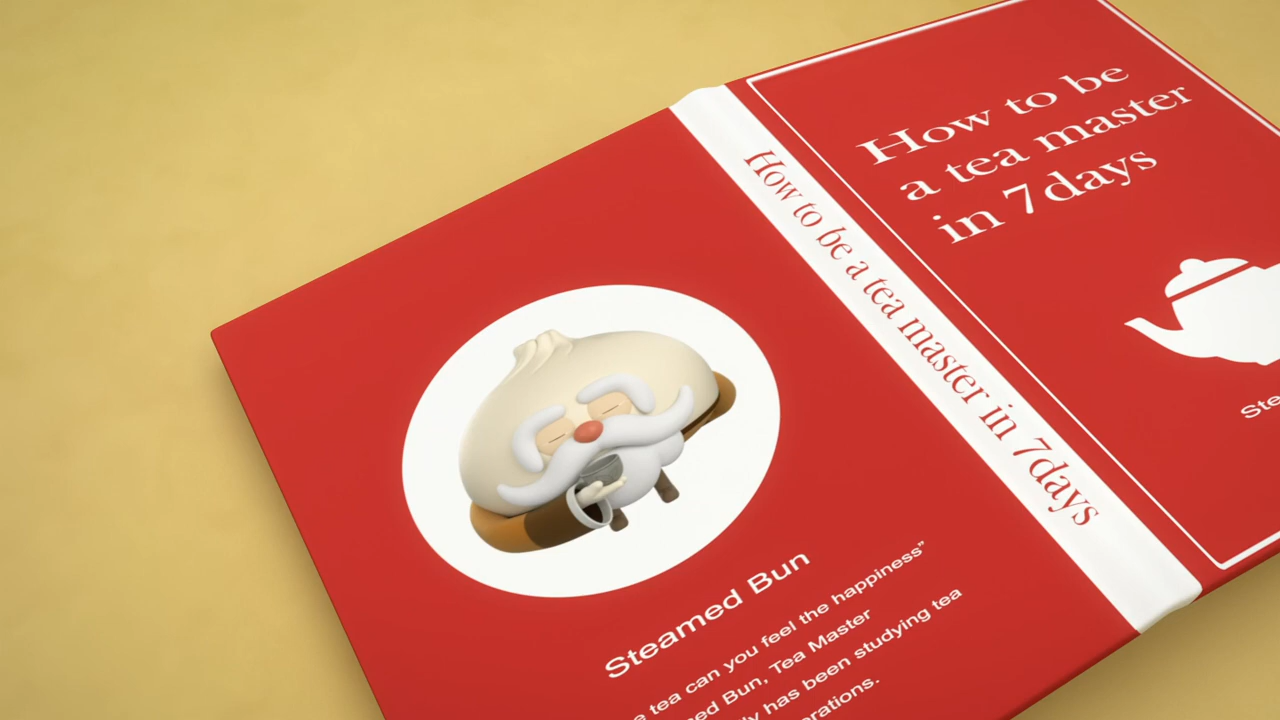 How to be
a tea master
in 7days
How to be a tea master in 7days
Steamed Bun
tea can you feel the happiness”
Bun, Tea Master
has been studying tea